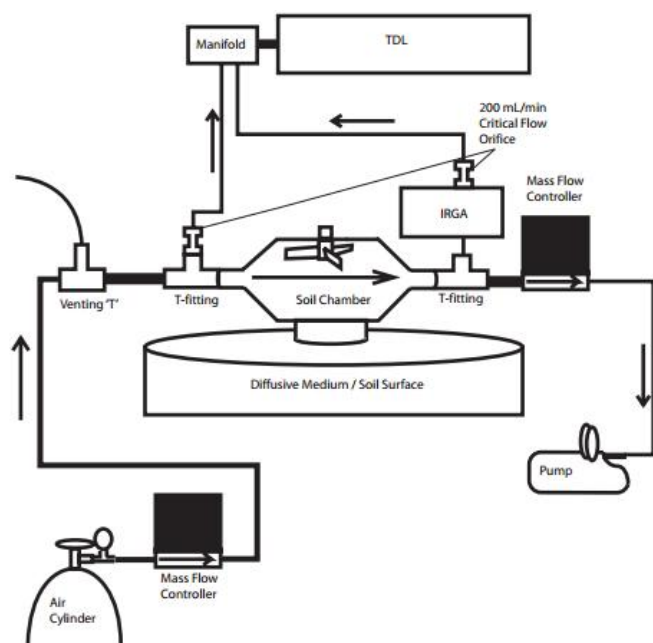 Manifold
TDL
200 mL/min
Critical Flow
Orifice
Mass Flow
Controller
IRGA
Venting 'T'
T-fitting
Soil Chamber
T-fitting
Diffusive Medium / Soil Surface
Pump
Mass Flow
Controller
Air
Cylinder